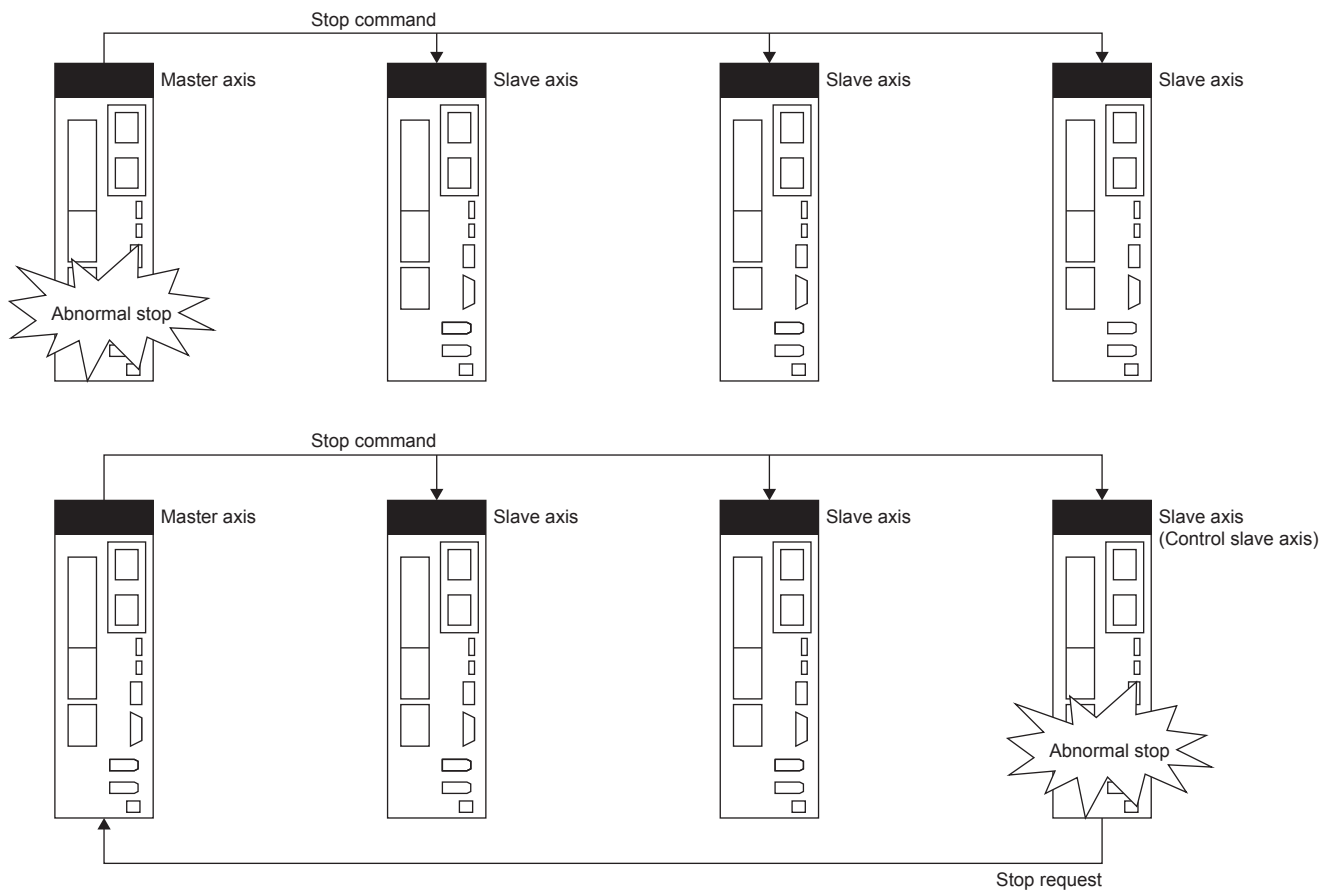 Stop command
Master axis
Slave axis
Slave axis
Slave axis
Abnormal stop
Stop command
Master axis
Slave axis
Slave axis
Slave axis
(Control slave axis)
Abnormal stop
Stop request